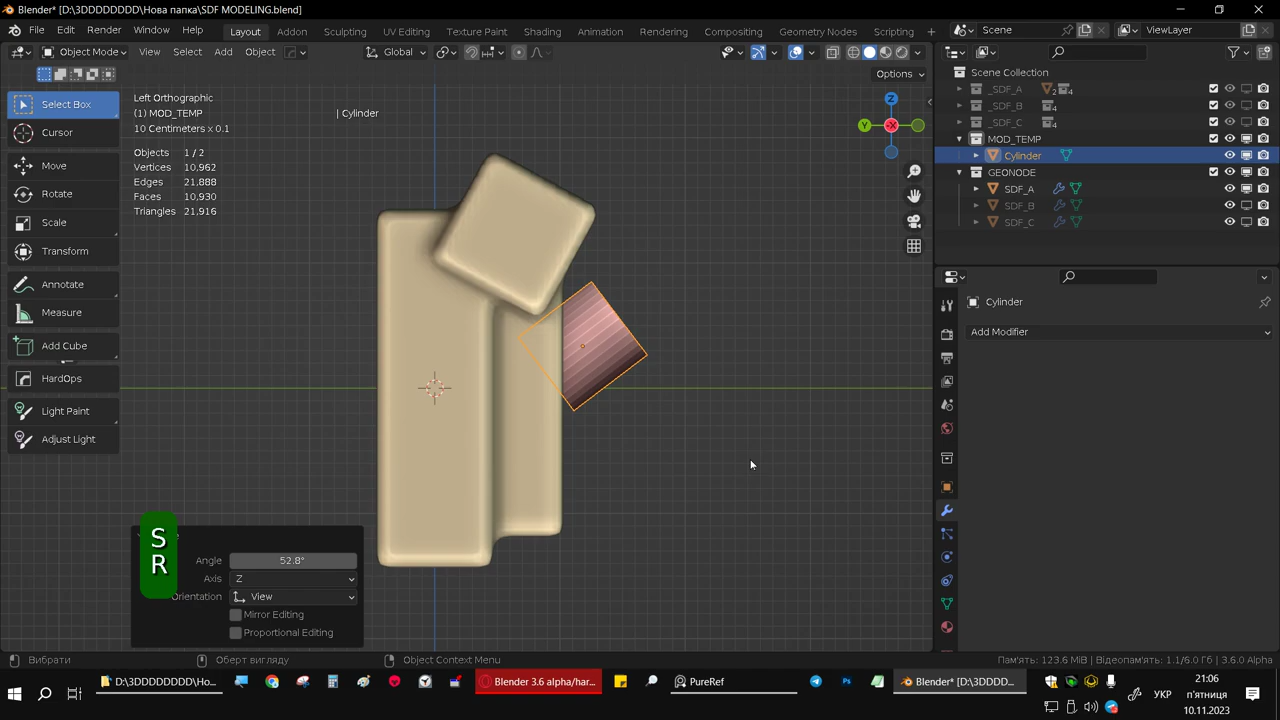 Blender* [D:\3DDDDDDDD\Нова папка\SDF MODELING.blend]
File Edit Render Window Help
Layout Addon Sculpting UV Editing Texture Paint Shading Animation Rendering Compositing Geometry Nodes Scripting
Scene
ViewLayer
Object Mode View Select Add Object Global
Options
Select Box
Cursor
Move
Rotate
Scale
Transform
Annotate
Measure
Add Cube
HardOps
Light Paint
Adjust Light
Left Orthographic
(1) MOD_TEMP
10 Centimeters x 0.1
| Cylinder
Objects 1 / 2
Vertices 10,962
Edges 21,888
Faces 10,930
Triangles 21,916
Z
Y
-X
S
R
Angle 52.8°
Axis Z
Orientation View
Mirror Editing
Proportional Editing
Scene Collection
_SDF_A 2 4
_SDF_B 4
_SDF_C 4
MOD_TEMP
Cylinder
GEONODE
SDF_A
SDF_B
SDF_C
Cylinder
Add Modifier
Вибрати Оберт вигляду Object Context Menu
Пам'ять: 123.6 MiB | Відеопам'ять: 1.1/6.0 Гб | 3.6.0 Alpha
D:\3DDDDDDDD\Но...
Blender 3.6 alpha/har...
PureRef
Blender* [D:\3DDDD...
УКР
21:06
п'ятниця
10.11.2023